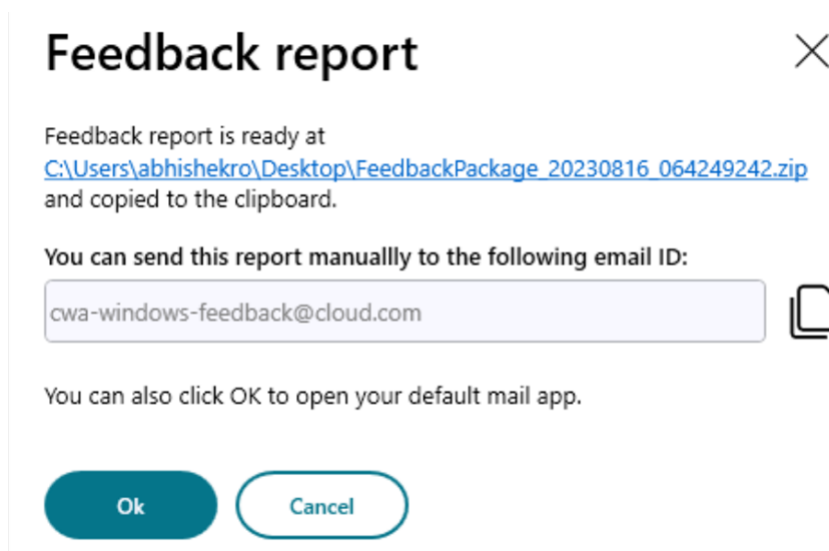 Feedback report
Feedback report is ready at
C:\Users\abhishekro\Desktop\FeedbackPackage_20230816_064249242.zip
and copied to the clipboard.
You can send this report manuallly to the following email ID:
cwa-windows-feedback@cloud.com
You can also click OK to open your default mail app.
Ok
Cancel